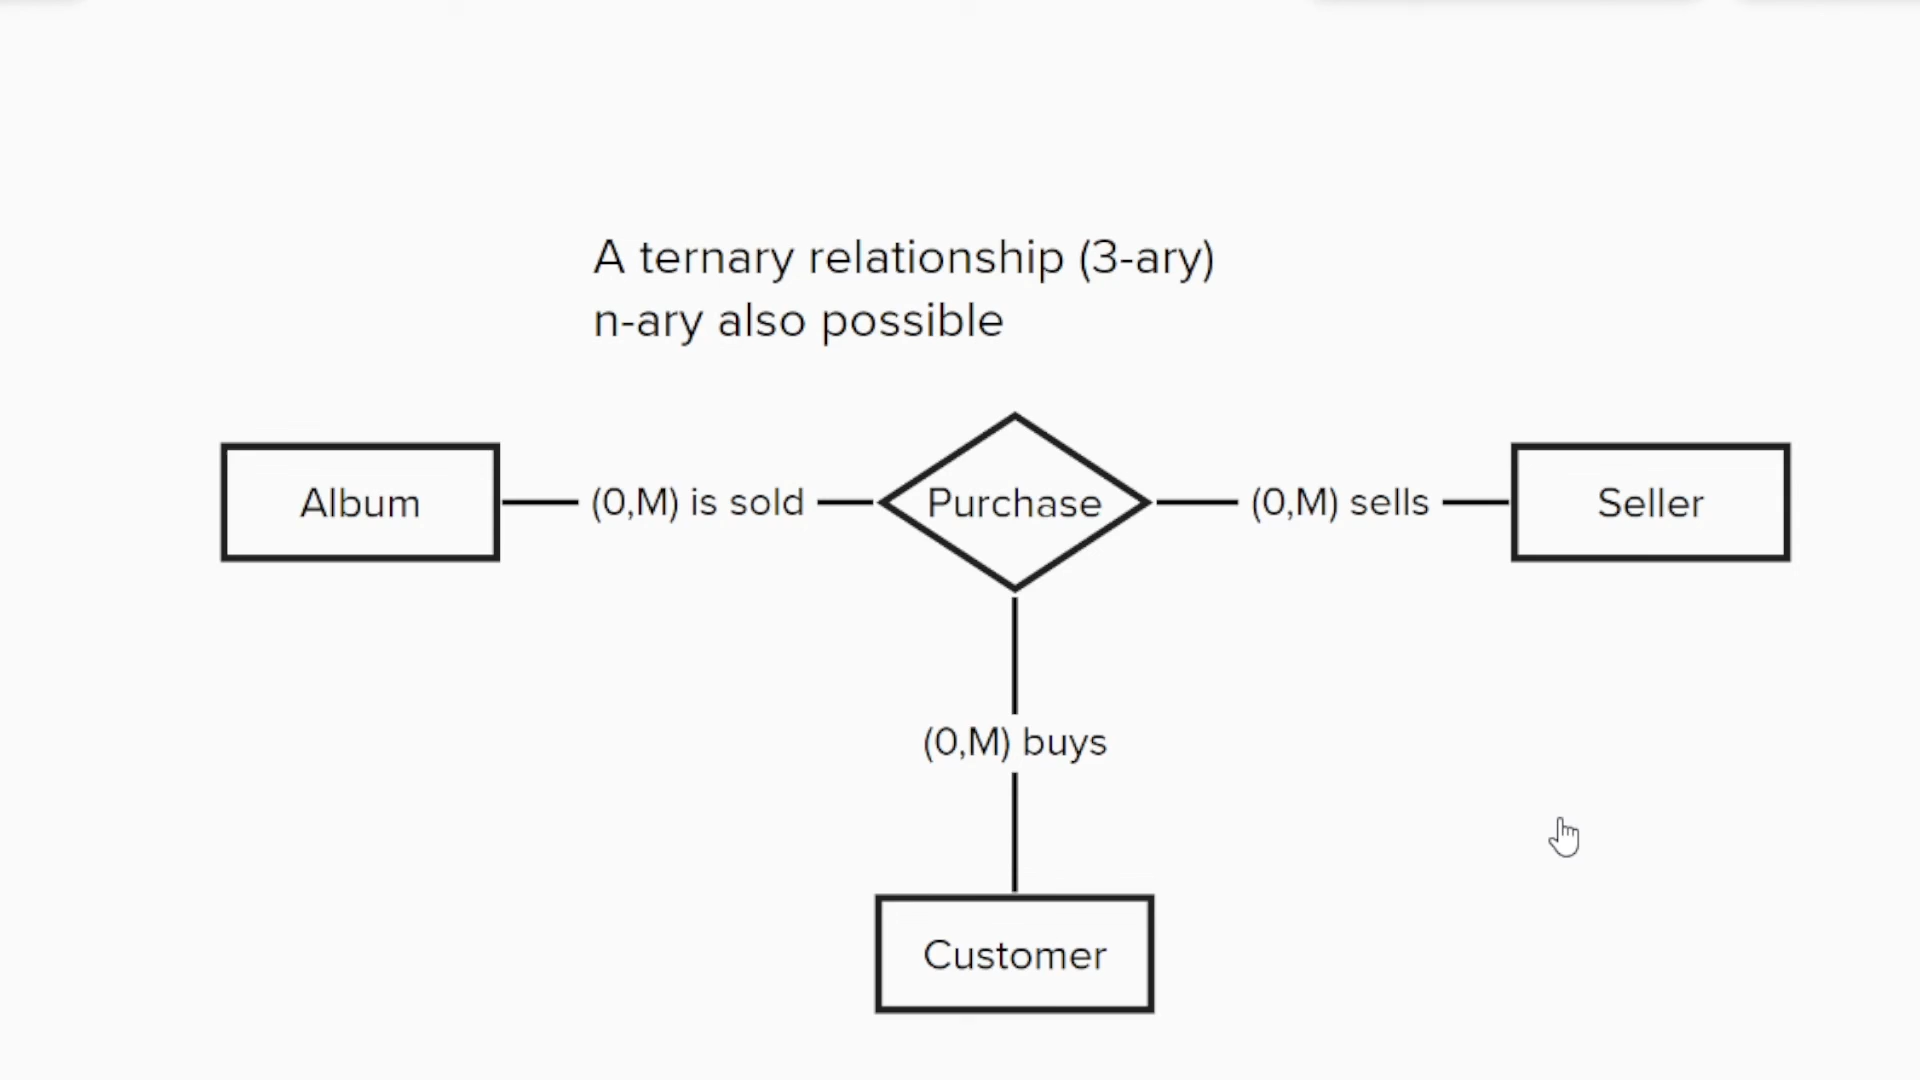 A ternary relationship (3-ary)
n-ary also possible
Album
(0,M) is sold
Purchase
(0,M) sells
Seller
(0,M) buys
Customer